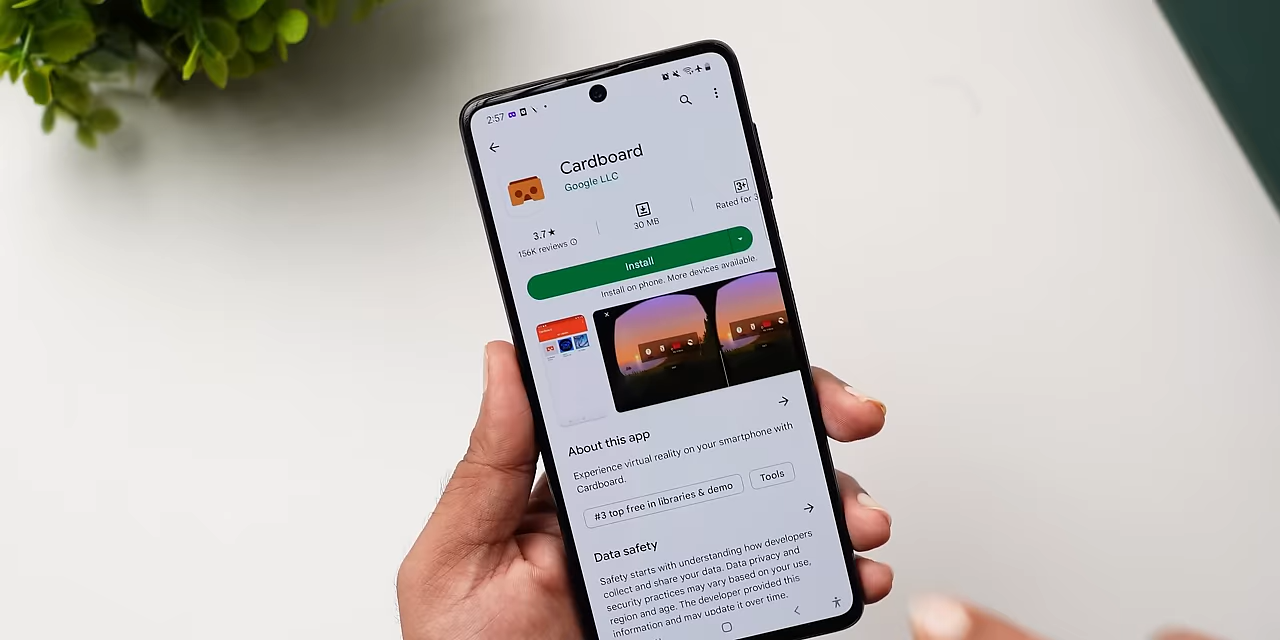 2:57
Cardboard
Google LLC
3.7★
156K reviews
30 MB
3+
Rated for 3
Install
Install on phone. More devices available.
About this app
Experience virtual reality on your smartphone with
Cardboard.
#3 top free in libraries & demo
Tools
Data safety
Safety starts with understanding how developers
collect and share your data. Data privacy and
security practices may vary based on your use,
region and age. The developer provided this
information and may update it over time.